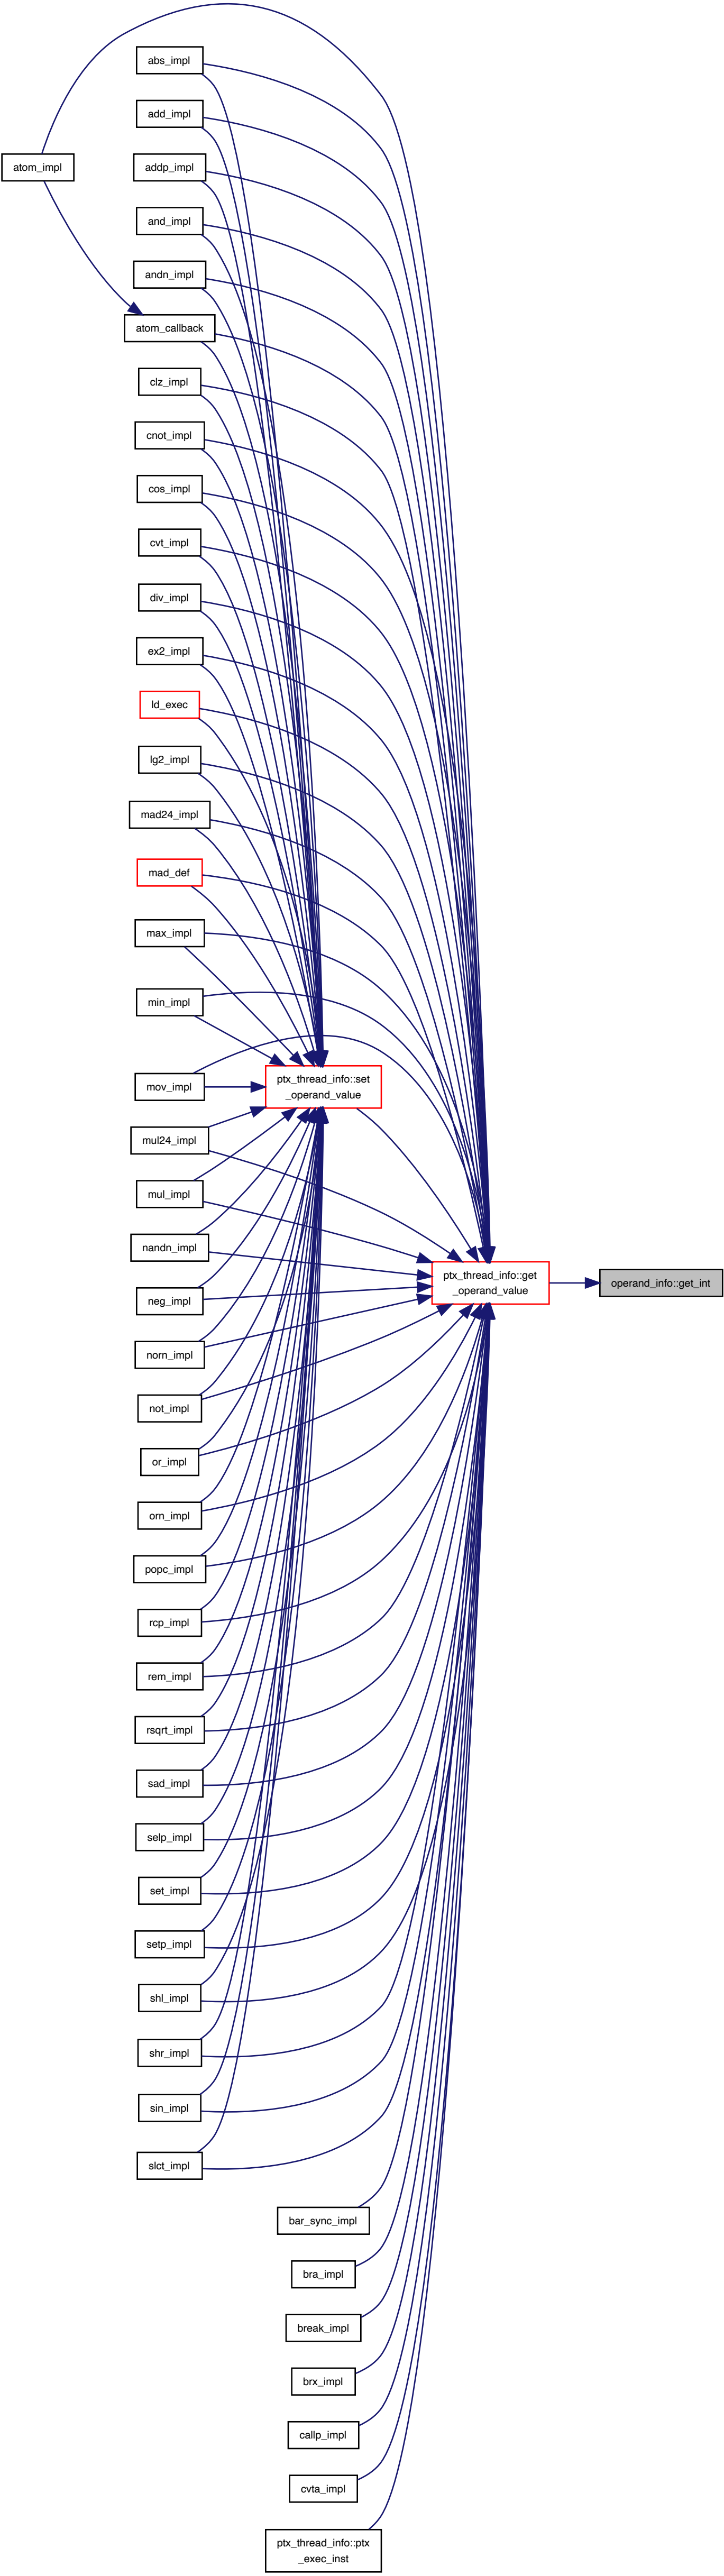 abs_impl
add_impl
atom_impl
addp_impl
and_impl
andn_impl
atom_callback
clz_impl
cnot_impl
cos_impl
cvt_impl
div_impl
ex2_impl
ld_exec
lg2_impl
mad24_impl
mad_def
max_impl
min_impl
mov_impl
ptx_thread_info::set
_operand_value
mul24_impl
mul_impl
nandn_impl
neg_impl
ptx_thread_info::get
_operand_value
operand_info::get_int
norn_impl
not_impl
or_impl
orn_impl
popc_impl
rcp_impl
rem_impl
rsqrt_impl
sad_impl
selp_impl
set_impl
setp_impl
shl_impl
shr_impl
sin_impl
slct_impl
bar_sync_impl
bra_impl
break_impl
brx_impl
callp_impl
cvta_impl
ptx_thread_info::ptx
_exec_inst